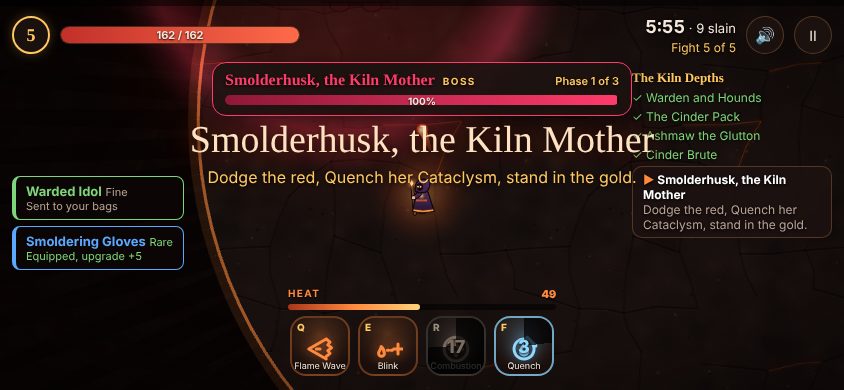 5
162 / 162
5:55 · 9 slain
Fight 5 of 5
Smolderhusk, the Kiln Mother BOSS
Phase 1 of 3
100%
The Kiln Depths
✓ Warden and Hounds
✓ The Cinder Pack
✓ Ashmaw the Glutton
✓ Cinder Brute
▶ Smolderhusk, the Kiln
Mother
Dodge the red, Quench her
Cataclysm, stand in the gold.
Smolderhusk, the Kiln Mother
Dodge the red, Quench her Cataclysm, stand in the gold.
Warded Idol Fine
Sent to your bags
Smoldering Gloves Rare
Equipped, upgrade +5
HEAT
49
Q
Flame Wave
E
Blink
R
17
Combustion
F
3
Quench